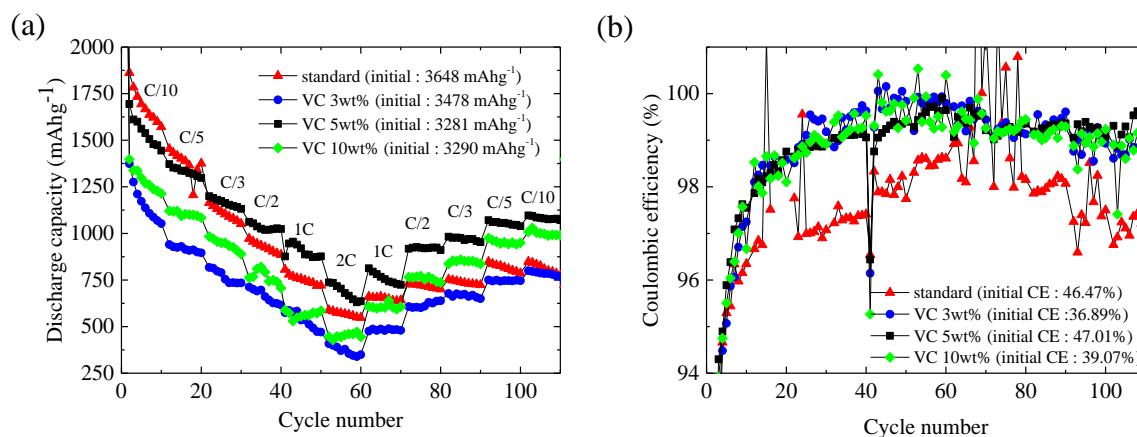 (a)
2000
1750
1500
1250
1000
750
500
250
0
20
40
60
80
100
Discharge capacity (mAhg⁻¹)
Cycle number
C/10
C/5
C/3
C/2
1C
2C
1C
C/2
C/3
C/5
C/10
standard (initial : 3648 mAhg⁻¹)
VC 3wt% (initial : 3478 mAhg⁻¹)
VC 5wt% (initial : 3281 mAhg⁻¹)
VC 10wt% (initial : 3290 mAhg⁻¹)
(b)
100
98
96
94
0
20
40
60
80
100
Coulombic efficiency (%)
Cycle number
standard (initial CE : 46.47%)
VC 3wt% (initial CE :36.89%)
VC 5wt% (initial CE : 47.01%)
VC 10wt% (initial CE : 39.07%)